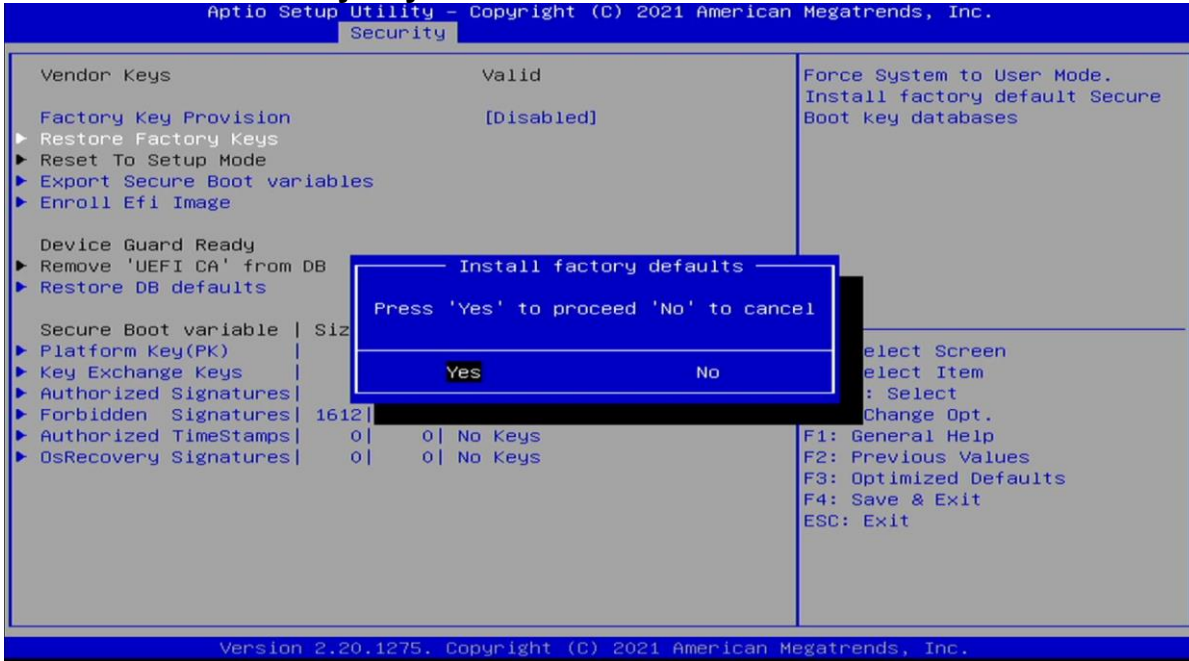 Aptio Setup Utility – Copyright (C) 2021 American Megatrends, Inc.
Security
Vendor Keys Valid
Factory Key Provision [Disabled]
Restore Factory Keys
Reset To Setup Mode
Export Secure Boot variables
Enroll Efi Image
Device Guard Ready
Remove 'UEFI CA' from DB
Restore DB defaults
Secure Boot variable | Siz
Platform Key(PK) |
Key Exchange Keys |
Authorized Signatures|
Forbidden Signatures| 1612|
Authorized TimeStamps| 0| 0| No Keys
OsRecovery Signatures| 0| 0| No Keys
Install factory defaults
Press 'Yes' to proceed 'No' to cancel
Yes No
Force System to User Mode.
Install factory default Secure
Boot key databases
elect Screen
elect Item
: Select
Change Opt.
F1: General Help
F2: Previous Values
F3: Optimized Defaults
F4: Save & Exit
ESC: Exit
Version 2.20.1275. Copyright (C) 2021 American Megatrends, Inc.